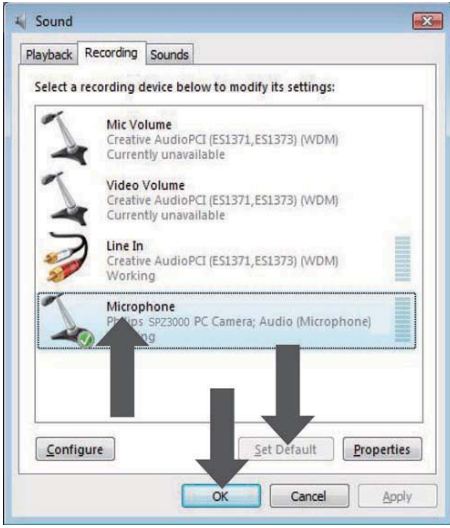 Sound
Playback Recording Sounds
Select a recording device below to modify its settings:
Mic Volume
Creative AudioPCI (ES1371,ES1373) (WDM)
Currently unavailable
Video Volume
Creative AudioPCI (ES1371,ES1373) (WDM)
Currently unavailable
Line In
Creative AudioPCI (ES1371,ES1373) (WDM)
Working
Microphone
SPZ3000 PC Camera; Audio (Microphone)
Configure Set Default Properties
OK Cancel Apply